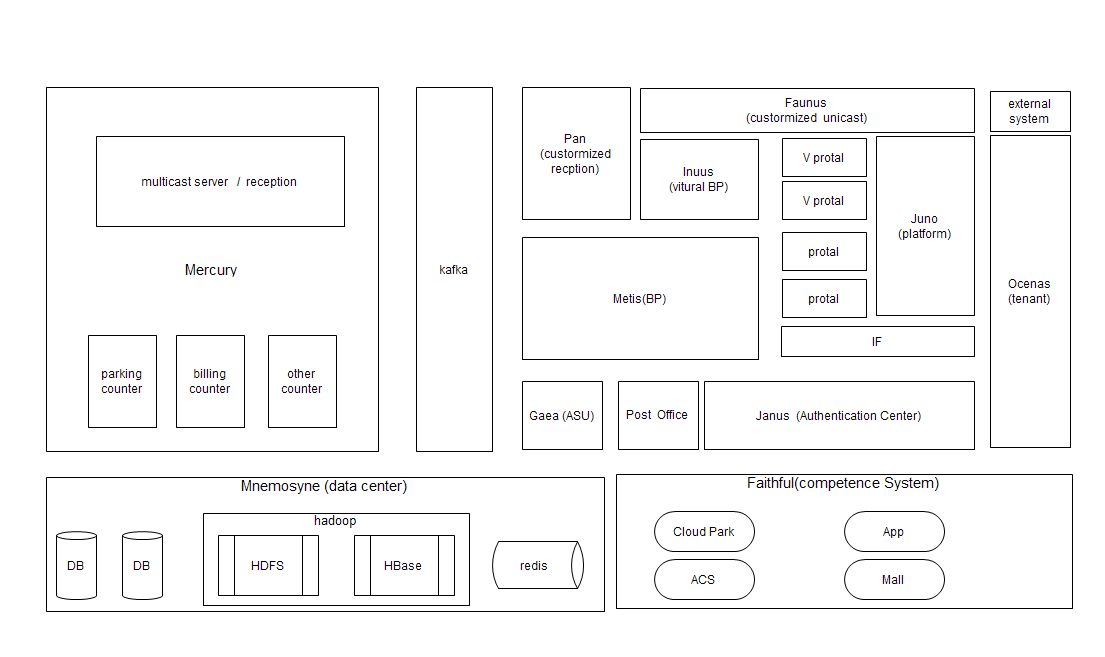 multicast server / reception
Mercury
parking
counter
billing
counter
other
counter
kafka
Pan
(custormized
recption)
Faunus
(custormized unicast)
Inuus
(vitural BP)
V protal
V protal
protal
protal
Juno
(platform)
IF
Metis(BP)
external
system
Ocenas
(tenant)
Gaea (ASU)
Post Office
Janus (Authentication Center)
Mnemosyne (data center)
DB
DB
hadoop
HDFS
HBase
redis
Faithful(competence System)
Cloud Park
App
ACS
Mall